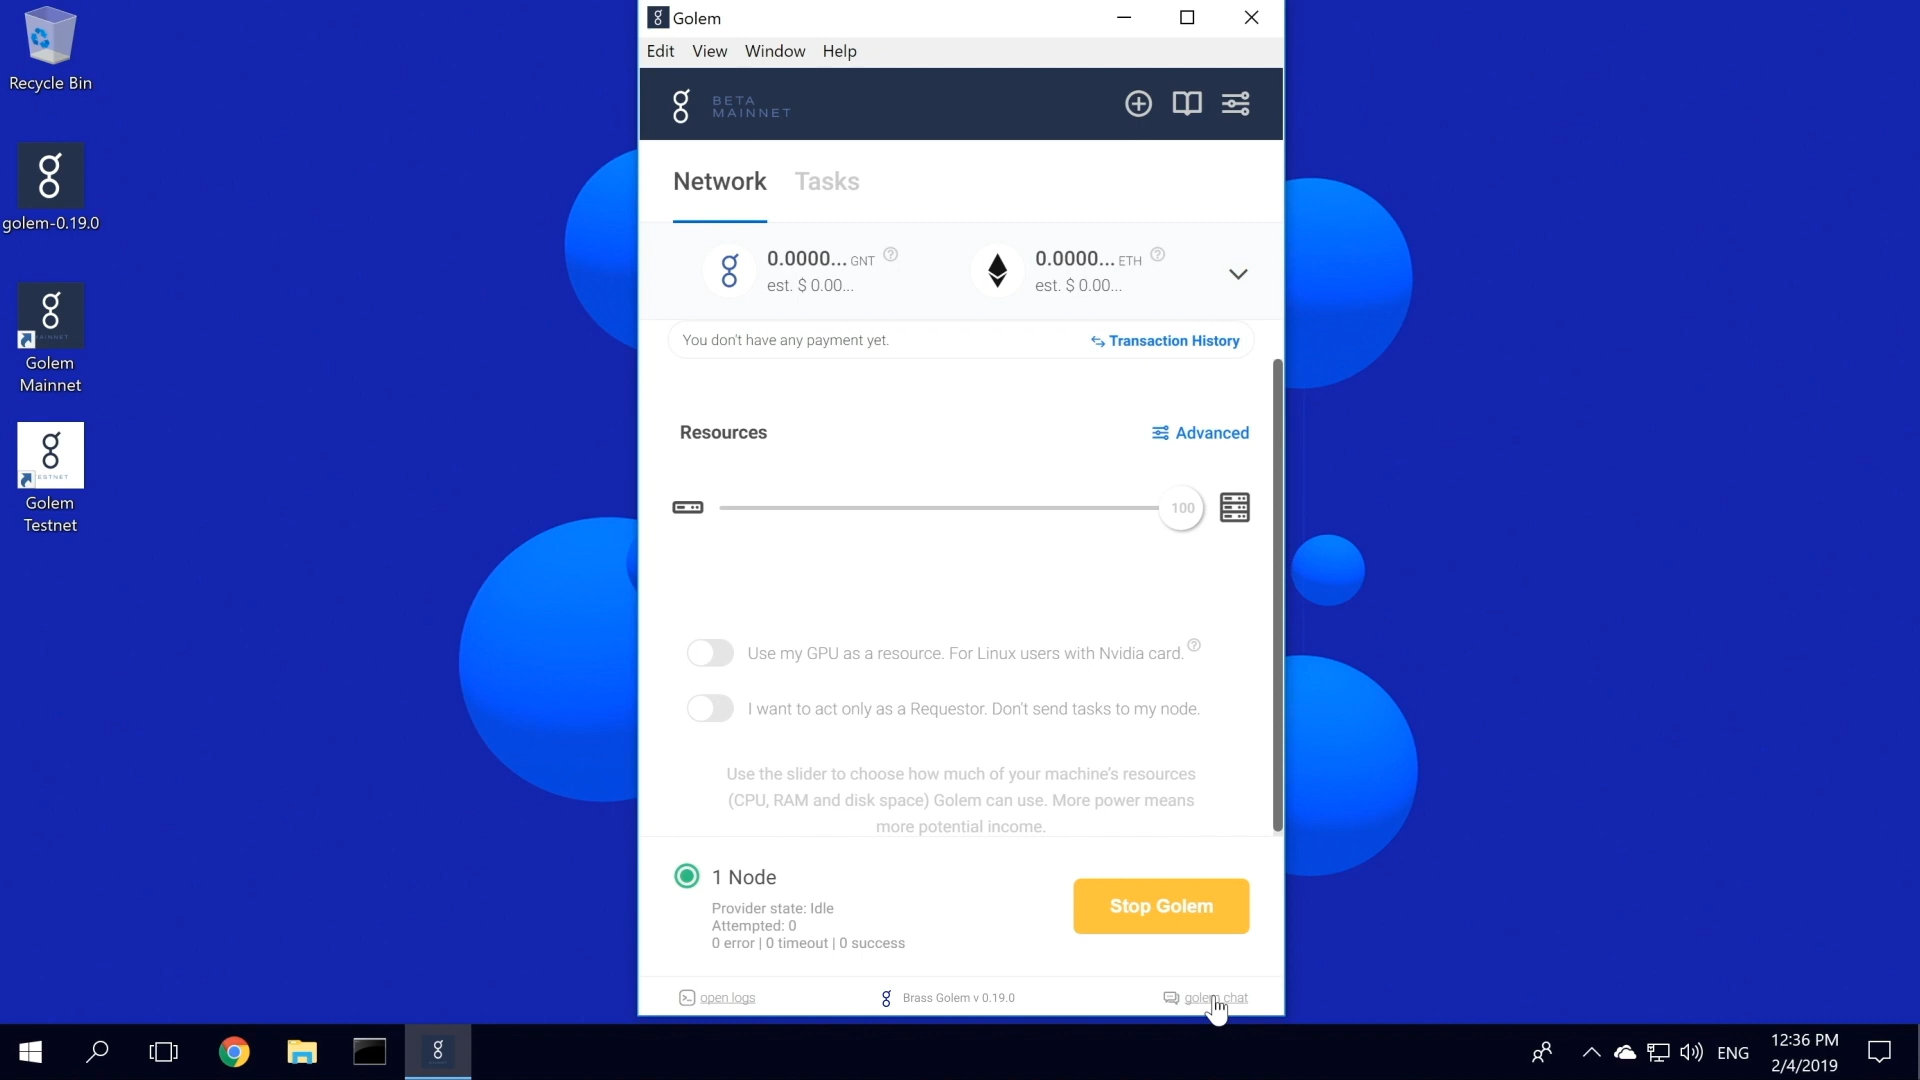 Recycle Bin
golem-0.19.0
Golem
Mainnet
Golem
Testnet
Golem
Edit View Window Help
BETA
MAINNET
Network Tasks
0.0000... GNT
est. $ 0.00...
0.0000... ETH
est. $ 0.00...
You don't have any payment yet.
Transaction History
Resources
Advanced
100
Use my GPU as a resource. For Linux users with Nvidia card.
I want to act only as a Requestor. Don't send tasks to my node.
Use the slider to choose how much of your machine's resources
(CPU, RAM and disk space) Golem can use. More power means
more potential income.
1 Node
Provider state: Idle
Attempted: 0
0 error | 0 timeout | 0 success
Stop Golem
open logs
Brass Golem v 0.19.0
golem chat
ENG
12:36 PM
2/4/2019